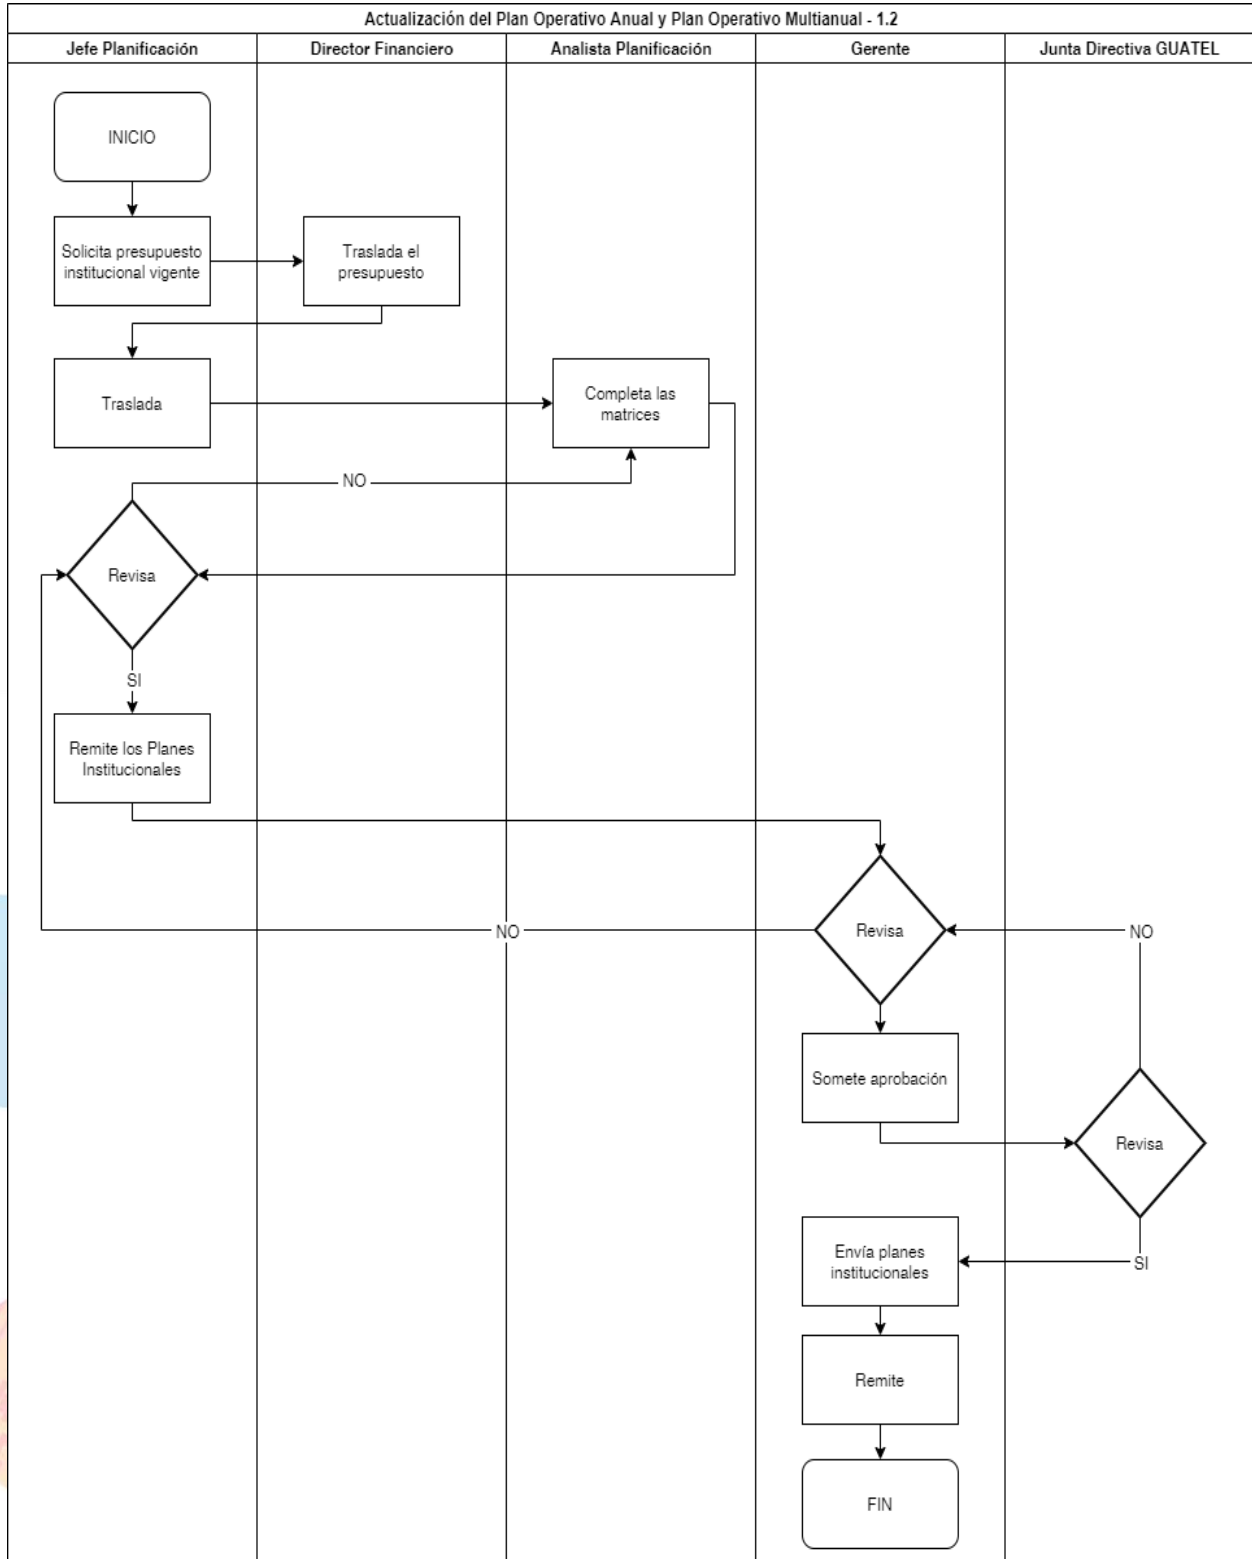 Actualización del Plan Operativo Anual y Plan Operativo Multianual - 1.2
Jefe Planificación
Director Financiero
Analista Planificación
Gerente
Junta Directiva GUATEL
INICIO
Solicita presupuesto
institucional vigente
Traslada el
presupuesto
Traslada
Completa las
matrices
NO
Revisa
SI
Remite los Planes
Institucionales
NO
Revisa
NO
Somete aprobación
Revisa
Envía planes
institucionales
SI
Remite
FIN